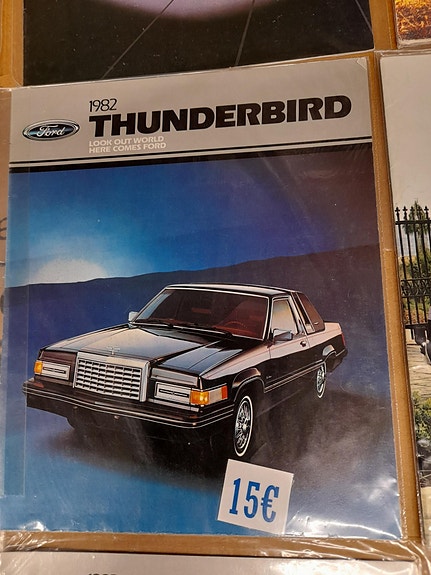 1982
Ford
THUNDERBIRD
LOOK OUT WORLD
HERE COMES FORD
15€